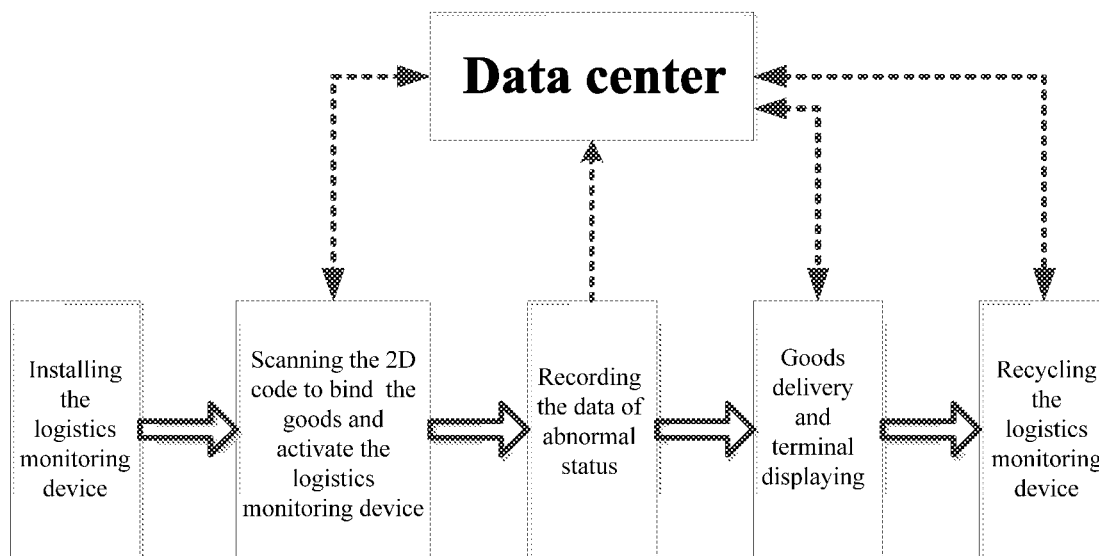 Data center
Installing
the
logistics
monitoring
device
Scanning the 2D
code to bind the
goods and
activate the
logistics
monitoring device
Recording
the data of
abnormal
status
Goods
delivery
and
terminal
displaying
Recycling
the
logistics
monitoring
device